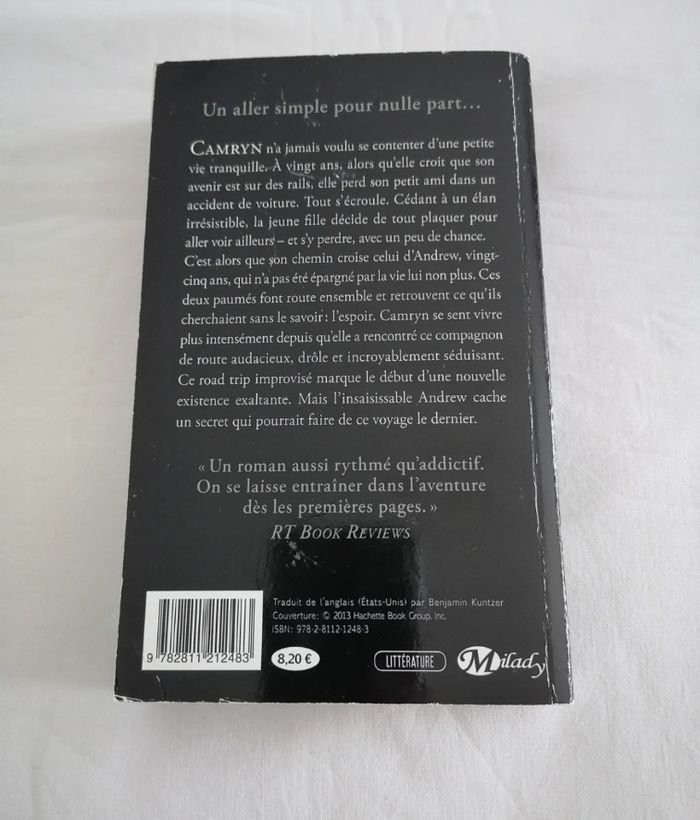 Un aller simple pour nulle part…
CAMRYN n'a jamais voulu se contenter d'une petite
vie tranquille. À vingt ans, alors qu'elle croit que son
avenir est sur des rails, elle perd son petit ami dans un
accident de voiture. Tout s'écroule. Cédant à un élan
irrésistible, la jeune fille décide de tout plaquer pour
aller voir ailleurs – et s'y perdre, avec un peu de chance.
C'est alors que son chemin croise celui d'Andrew, vingt-
cinq ans, qui n'a pas été épargné par la vie lui non plus. Ces
deux paumés font route ensemble et retrouvent ce qu'ils
cherchaient sans le savoir : l'espoir. Camryn se sent vivre
plus intensément depuis qu'elle a rencontré ce compagnon
de route audacieux, drôle et incroyablement séduisant.
Ce road trip improvisé marque le début d'une nouvelle
existence exaltante. Mais l'insaisissable Andrew cache
un secret qui pourrait faire de ce voyage le dernier.
« Un roman aussi rythmé qu'addictif.
On se laisse entraîner dans l'aventure
dès les premières pages. »
RT BOOK REVIEWS
Traduit de l'anglais (États-Unis) par Benjamin Kuntzer
Couverture : © 2013 Hachette Book Group, Inc.
ISBN : 978-2-8112-1248-3
9 782811 212483
8,20 €
LITTÉRATURE
Milady